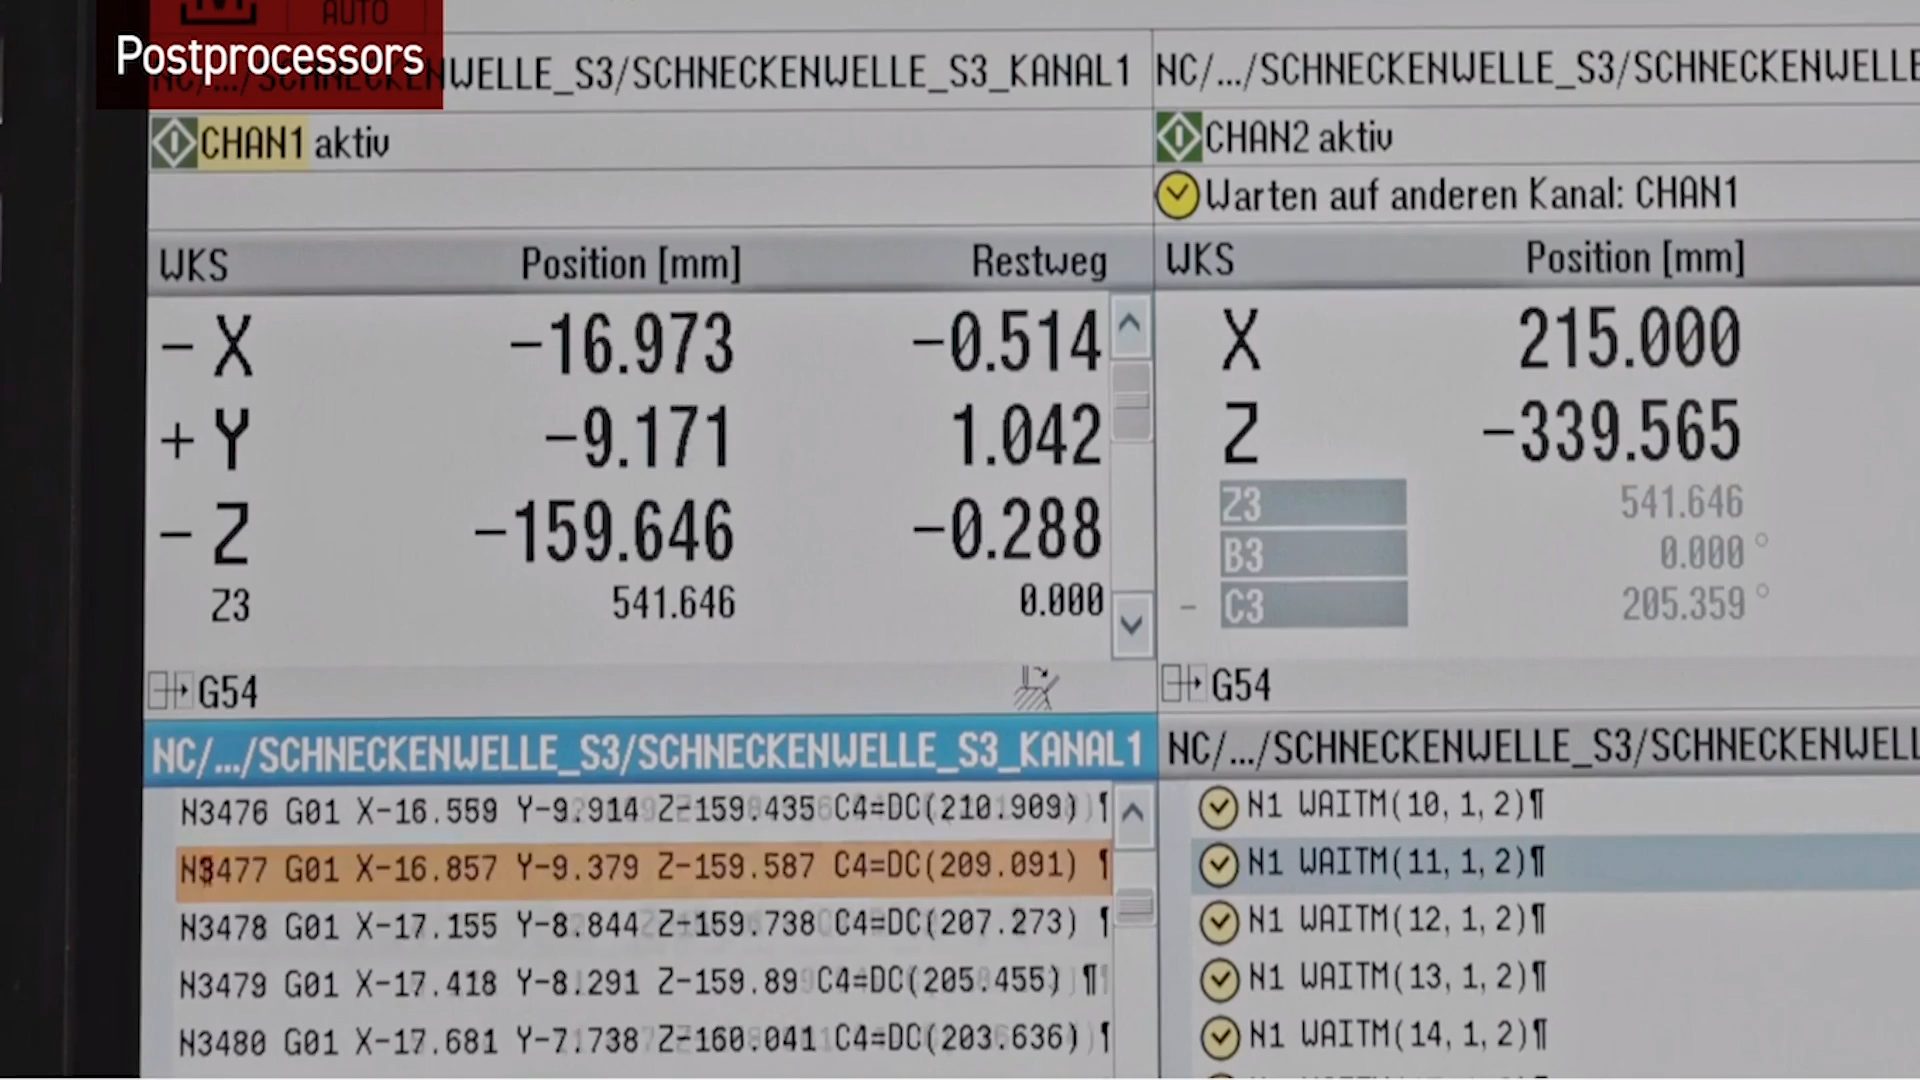 AUTO
Postprocessors
NC/.../SCHNECKENWELLE_S3/SCHNECKENWELLE_S3_KANAL1
CHAN1 aktiv
WKS Position [mm] Restweg
- X -16.973 -0.514
+ Y -9.171 1.042
- Z -159.646 -0.288
Z3 541.646 0.000
G54
NC/.../SCHNECKENWELLE_S3/SCHNECKENWELLE_S3_KANAL1
N3476 G01 X-16.559 Y-9.914 Z-159.435 C4=DC(210.909) ¶
N3477 G01 X-16.857 Y-9.379 Z-159.587 C4=DC(209.091) ¶
N3478 G01 X-17.155 Y-8.844 Z-159.738 C4=DC(207.273) ¶
N3479 G01 X-17.418 Y-8.291 Z-159.89 C4=DC(205.455) ¶
N3480 G01 X-17.681 Y-7.738 Z-160.041 C4=DC(203.636) ¶
NC/.../SCHNECKENWELLE_S3/SCHNECKENWELLE
CHAN2 aktiv
Warten auf anderen Kanal: CHAN1
WKS Position [mm]
X 215.000
Z -339.565
Z3 541.646
B3 0.000 °
- C3 205.359 °
G54
NC/.../SCHNECKENWELLE_S3/SCHNECKENWELL
N1 WAITM(10,1,2)¶
N1 WAITM(11,1,2)¶
N1 WAITM(12,1,2)¶
N1 WAITM(13,1,2)¶
N1 WAITM(14,1,2)¶